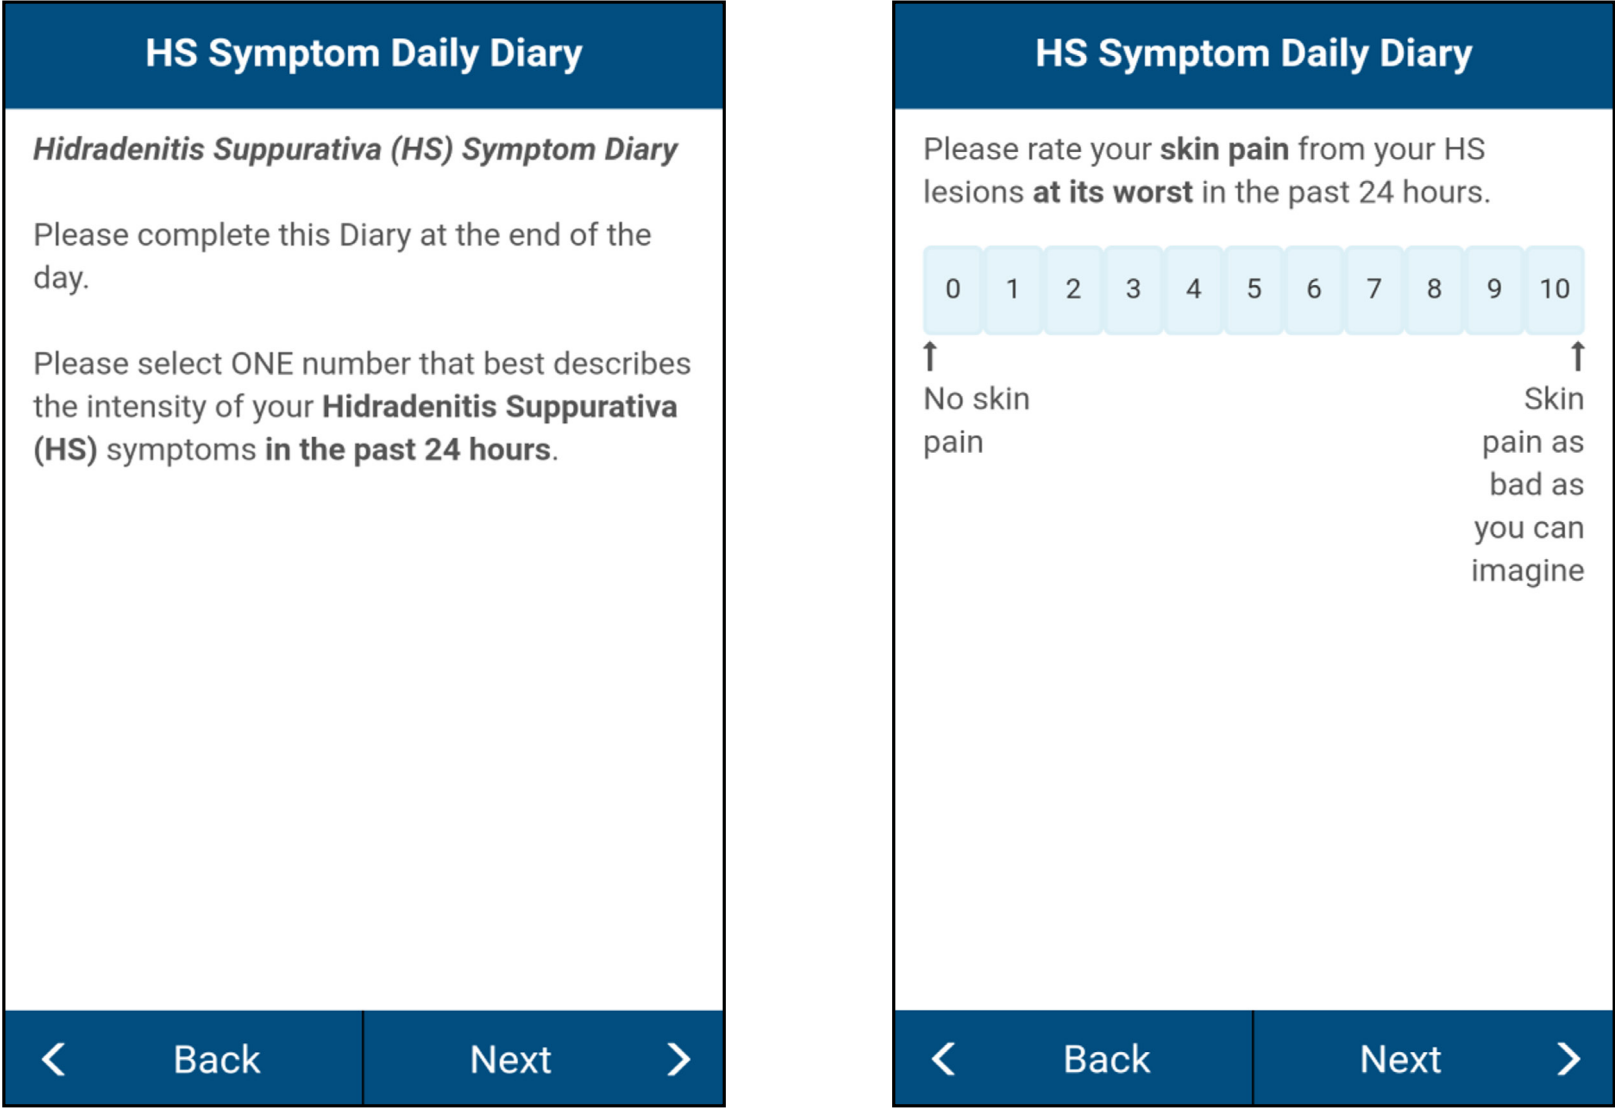 HS Symptom Daily Diary
Hidradenitis Suppurativa (HS) Symptom Diary
Please complete this Diary at the end of the
day.
Please select ONE number that best describes
the intensity of your Hidradenitis Suppurativa
(HS) symptoms in the past 24 hours.
Back
Next
HS Symptom Daily Diary
Please rate your skin pain from your HS
lesions at its worst in the past 24 hours.
0 1 2 3 4 5 6 7 8 9 10
No skin
pain
Skin
pain as
bad as
you can
imagine
Back
Next